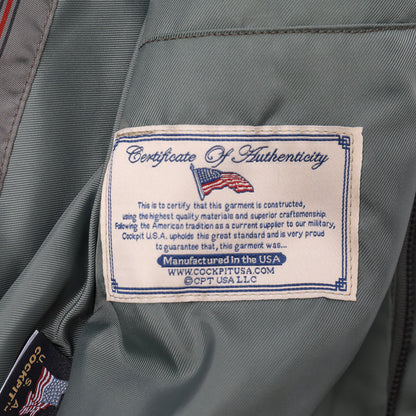 Certificate Of Authenticity
This is to certify that this garment is constructed,
using the highest quality materials and superior craftsmanship.
Following the American tradition as a current supplier to our military,
Cockpit U.S.A. upholds this great standard and is very proud
to guarantee that, this garment was...
Manufactured in the USA
WWW.COCKPITUSA.COM
©CPT USA LLC
U.S.A.
COCKPIT